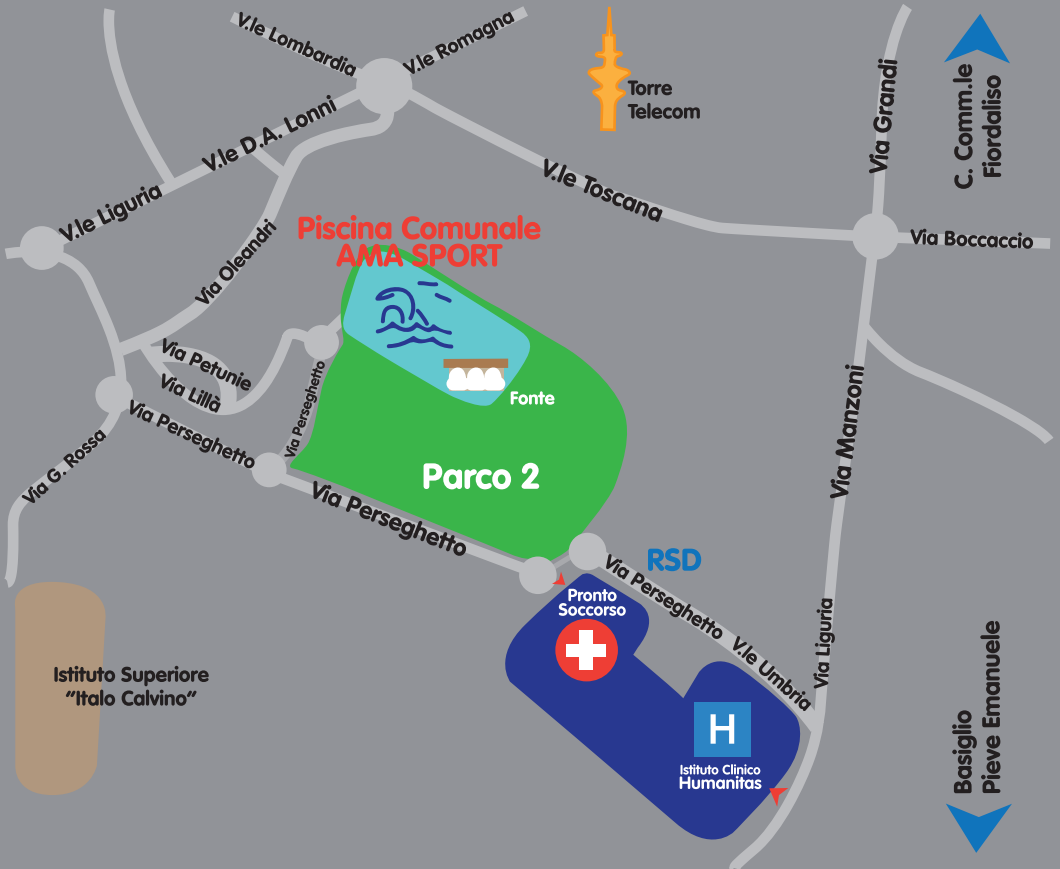 V.le Lombardia
V.le Romagna
Torre
Telecom
Via Grandi
C. Comm.le
Fiordaliso
V.le D.A. Lonni
V.le Liguria
V.le Toscana
Via Boccaccio
Via Oleandri
Piscina Comunale
AMA SPORT
Via Petunie
Via Lillà
Via Perseghetto
Fonte
Via Perseghetto
Via G. Rossa
Parco 2
Via Manzoni
Via Perseghetto
RSD
Via Perseghetto
Pronto
Soccorso
V.le Umbria
Via Liguria
Istituto Superiore
“Italo Calvino”
H
Istituto Clinico
Humanitas
Basiglio
Pieve Emanuele